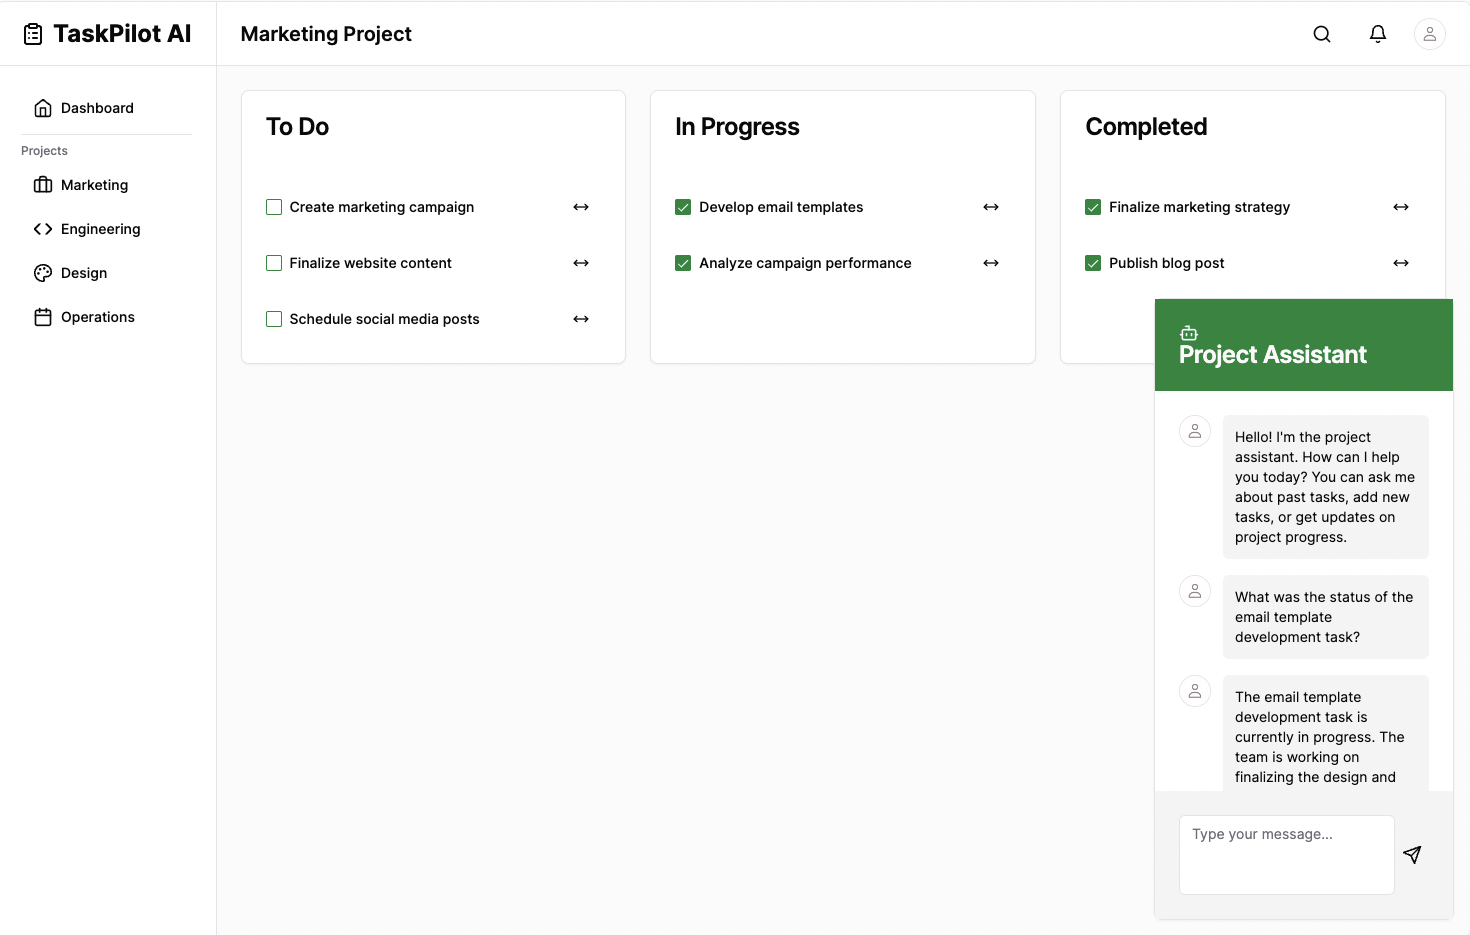 TaskPilot AI
Marketing Project
Dashboard
Projects
Marketing
Engineering
Design
Operations
To Do
Create marketing campaign
Finalize website content
Schedule social media posts
In Progress
Develop email templates
Analyze campaign performance
Completed
Finalize marketing strategy
Publish blog post
Project Assistant
Hello! I'm the project
assistant. How can I help
you today? You can ask me
about past tasks, add new
tasks, or get updates on
project progress.
What was the status of the
email template
development task?
The email template
development task is
currently in progress. The
team is working on
finalizing the design and
Type your message...